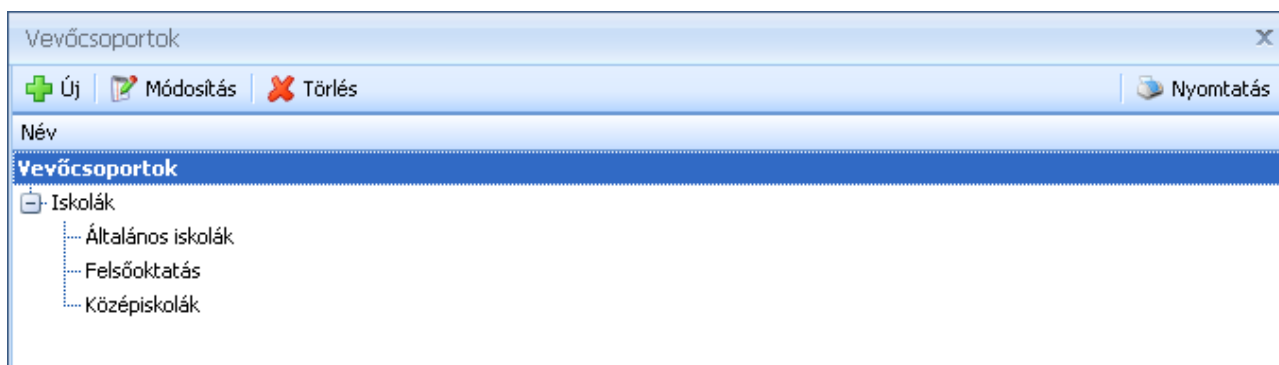 Vevőcsoportok
Új Módosítás Törlés Nyomtatás
Név
Vevőcsoportok
Iskolák
Általános iskolák
Felsőoktatás
Középiskolák